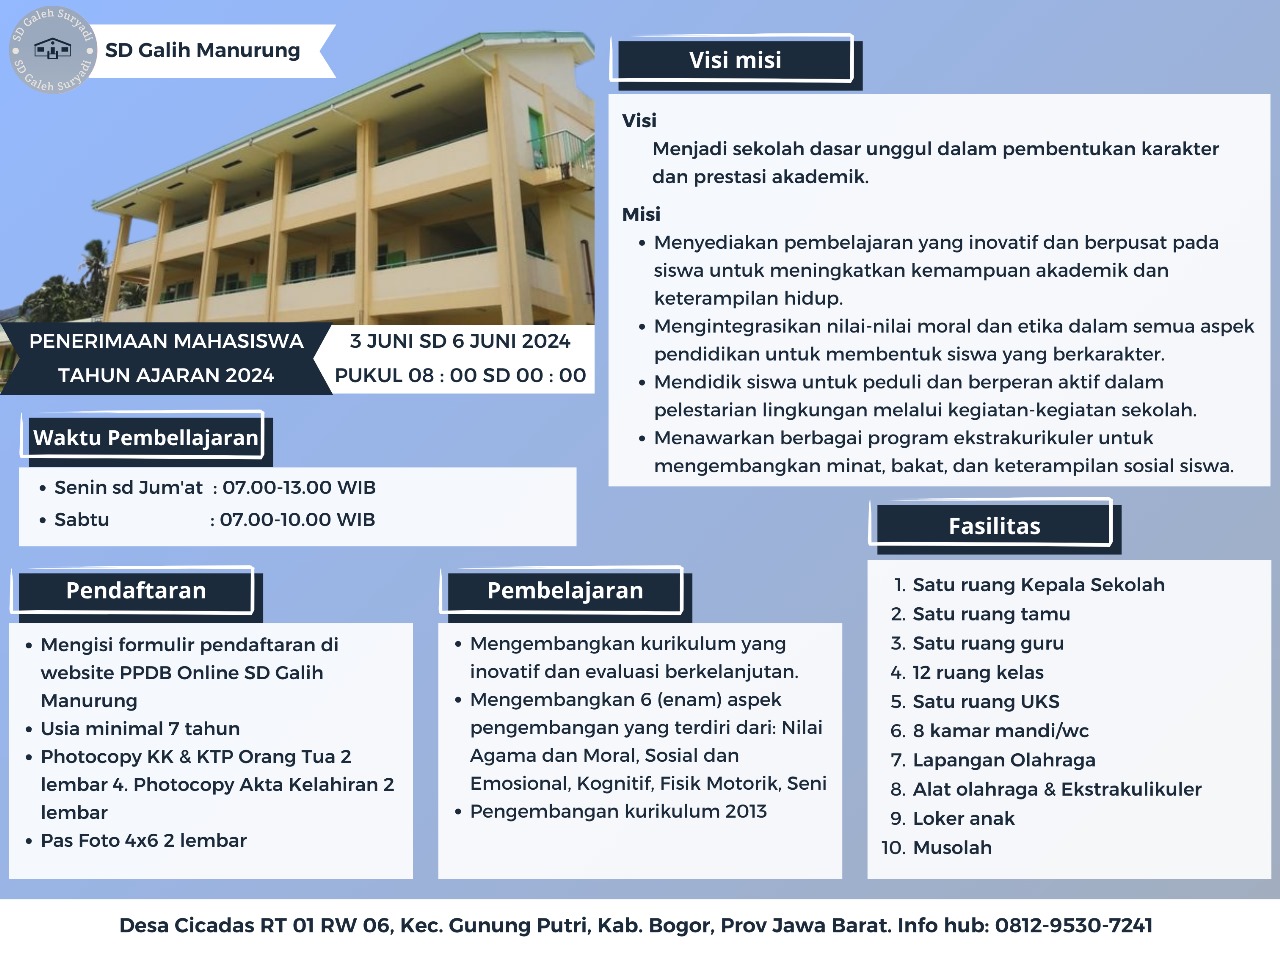 SD Galeh Suryadi
SD Galeh Suryadi
SD Galih Manurung
PENERIMAAN MAHASISWA
TAHUN AJARAN 2024
3 JUNI SD 6 JUNI 2024
PUKUL 08 : 00 SD 00 : 00
Waktu Pembellajaran
• Senin sd Jum'at : 07.00-13.00 WIB
• Sabtu : 07.00-10.00 WIB
Visi misi
Visi
Menjadi sekolah dasar unggul dalam pembentukan karakter
dan prestasi akademik.
Misi
• Menyediakan pembelajaran yang inovatif dan berpusat pada
siswa untuk meningkatkan kemampuan akademik dan
keterampilan hidup.
• Mengintegrasikan nilai-nilai moral dan etika dalam semua aspek
pendidikan untuk membentuk siswa yang berkarakter.
• Mendidik siswa untuk peduli dan berperan aktif dalam
pelestarian lingkungan melalui kegiatan-kegiatan sekolah.
• Menawarkan berbagai program ekstrakurikuler untuk
mengembangkan minat, bakat, dan keterampilan sosial siswa.
Pendaftaran
• Mengisi formulir pendaftaran di
website PPDB Online SD Galih
Manurung
• Usia minimal 7 tahun
• Photocopy KK & KTP Orang Tua 2
lembar 4. Photocopy Akta Kelahiran 2
lembar
• Pas Foto 4x6 2 lembar
Pembelajaran
• Mengembangkan kurikulum yang
inovatif dan evaluasi berkelanjutan.
• Mengembangkan 6 (enam) aspek
pengembangan yang terdiri dari: Nilai
Agama dan Moral, Sosial dan
Emosional, Kognitif, Fisik Motorik, Seni
• Pengembangan kurikulum 2013
Fasilitas
1. Satu ruang Kepala Sekolah
2. Satu ruang tamu
3. Satu ruang guru
4. 12 ruang kelas
5. Satu ruang UKS
6. 8 kamar mandi/wc
7. Lapangan Olahraga
8. Alat olahraga & Ekstrakulikuler
9. Loker anak
10. Musolah
Desa Cicadas RT 01 RW 06, Kec. Gunung Putri, Kab. Bogor, Prov Jawa Barat. Info hub: 0812-9530-7241